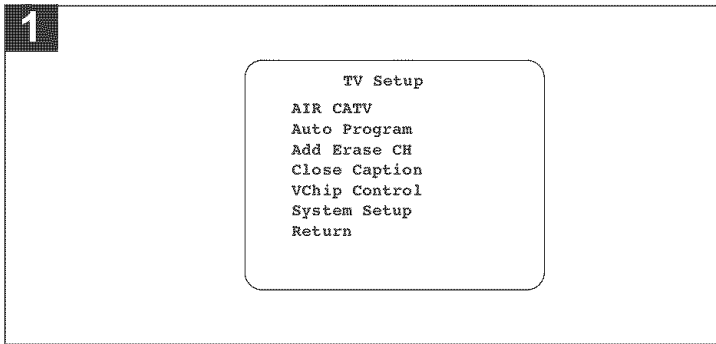 1
TV Setup
AIR CATV
Auto Program
Add Erase CH
Close Caption
VChip Control
System Setup
Return